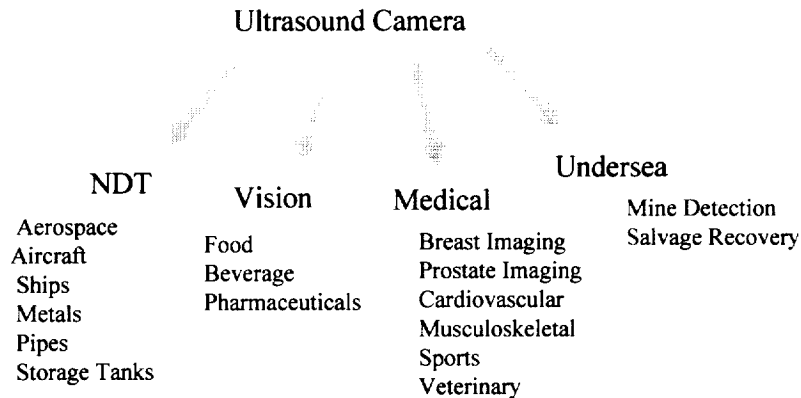 Ultrasound Camera
NDT
Aerospace
Aircraft
Ships
Metals
Pipes
Storage Tanks
Vision
Food
Beverage
Pharmaceuticals
Medical
Breast Imaging
Prostate Imaging
Cardiovascular
Musculoskeletal
Sports
Veterinary
Undersea
Mine Detection
Salvage Recovery